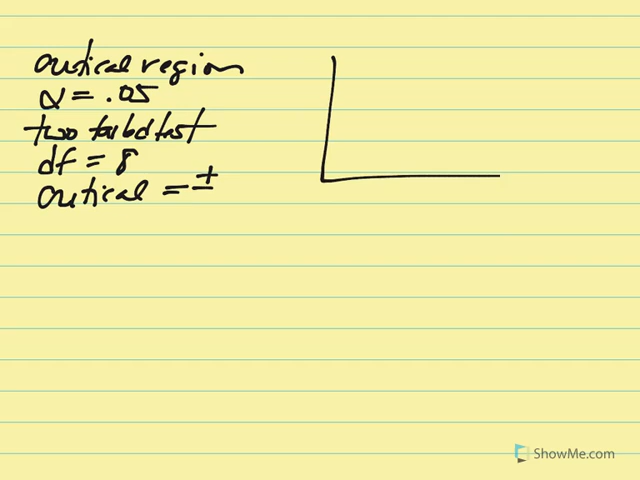 critical region
α = .05
two tailed test
df = 8
critical = ±
ShowMe.com